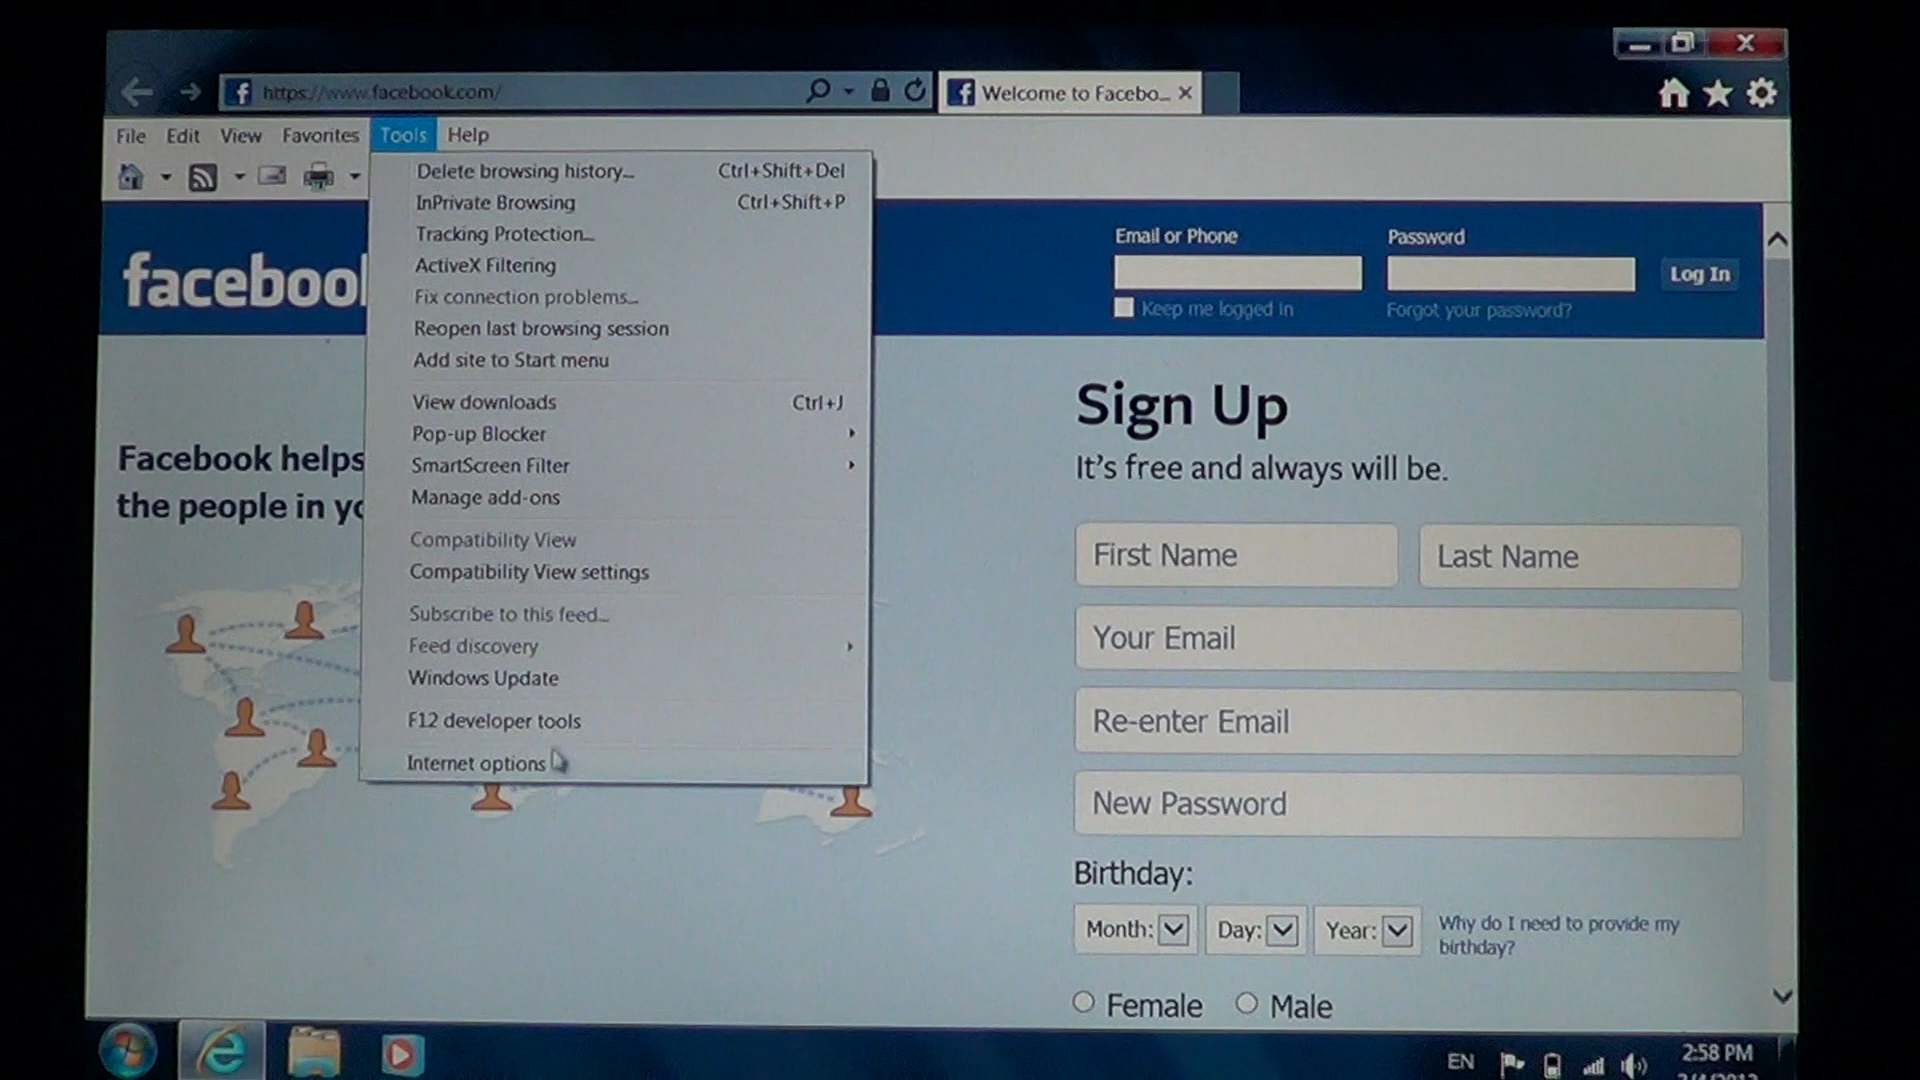 https://www.facebook.com/
Welcome to Facebo...
File Edit View Favorites Tools Help
Delete browsing history... Ctrl+Shift+Del
InPrivate Browsing Ctrl+Shift+P
Tracking Protection...
ActiveX Filtering
Fix connection problems...
Reopen last browsing session
Add site to Start menu
View downloads Ctrl+J
Pop-up Blocker
SmartScreen Filter
Manage add-ons
Compatibility View
Compatibility View settings
Subscribe to this feed...
Feed discovery
Windows Update
F12 developer tools
Internet options
facebook
Email or Phone Password
Log In
Keep me logged in Forgot your password?
Facebook helps
the people in yo
Sign Up
It's free and always will be.
First Name Last Name
Your Email
Re-enter Email
New Password
Birthday:
Month: Day: Year: Why do I need to provide my
birthday?
Female Male
EN 2:58 PM